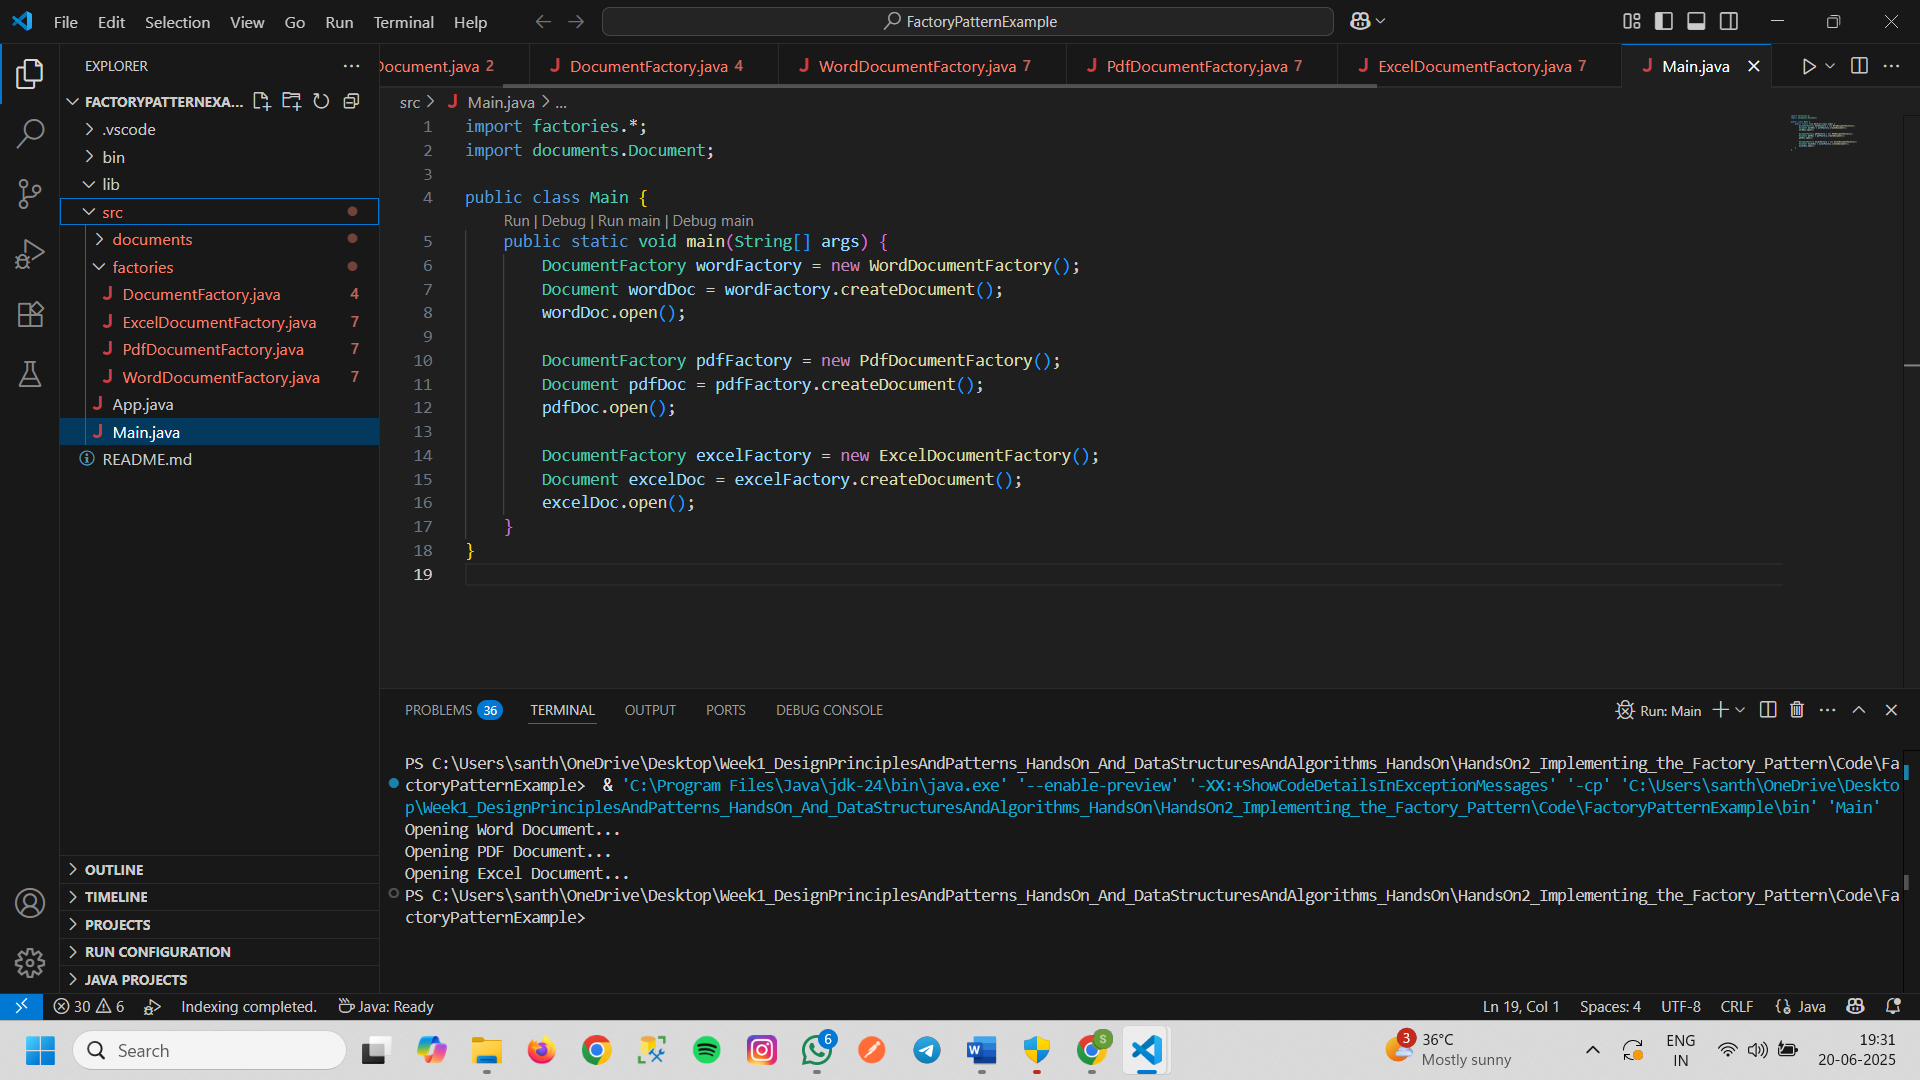 File Edit Selection View Go Run Terminal Help
FactoryPatternExample
EXPLORER
Document.java 2
DocumentFactory.java 4
WordDocumentFactory.java 7
PdfDocumentFactory.java 7
ExcelDocumentFactory.java 7
Main.java
FACTORYPATTERNEXA...
.vscode
bin
lib
src
documents
factories
DocumentFactory.java 4
ExcelDocumentFactory.java 7
PdfDocumentFactory.java 7
WordDocumentFactory.java 7
App.java
Main.java
README.md
OUTLINE
TIMELINE
PROJECTS
RUN CONFIGURATION
JAVA PROJECTS
src > Main.java > ...
1 import factories.*;
2 import documents.Document;
3
4 public class Main {
Run | Debug | Run main | Debug main
5 public static void main(String[] args) {
6 DocumentFactory wordFactory = new WordDocumentFactory();
7 Document wordDoc = wordFactory.createDocument();
8 wordDoc.open();
9
10 DocumentFactory pdfFactory = new PdfDocumentFactory();
11 Document pdfDoc = pdfFactory.createDocument();
12 pdfDoc.open();
13
14 DocumentFactory excelFactory = new ExcelDocumentFactory();
15 Document excelDoc = excelFactory.createDocument();
16 excelDoc.open();
17 }
18 }
19
PROBLEMS 36 TERMINAL OUTPUT PORTS DEBUG CONSOLE
Run: Main
PS C:\Users\santh\OneDrive\Desktop\Week1_DesignPrinciplesAndPatterns_HandsOn_And_DataStructuresAndAlgorithms_HandsOn\HandsOn2_Implementing_the_Factory_Pattern\Code\Fa
ctoryPatternExample>  & 'C:\Program Files\Java\jdk-24\bin\java.exe' '--enable-preview' '-XX:+ShowCodeDetailsInExceptionMessages' '-cp' 'C:\Users\santh\OneDrive\Deskto
p\Week1_DesignPrinciplesAndPatterns_HandsOn_And_DataStructuresAndAlgorithms_HandsOn\HandsOn2_Implementing_the_Factory_Pattern\Code\FactoryPatternExample\bin' 'Main'
Opening Word Document...
Opening PDF Document...
Opening Excel Document...
PS C:\Users\santh\OneDrive\Desktop\Week1_DesignPrinciplesAndPatterns_HandsOn_And_DataStructuresAndAlgorithms_HandsOn\HandsOn2_Implementing_the_Factory_Pattern\Code\Fa
ctoryPatternExample>
30 6 Indexing completed. Java: Ready
Ln 19, Col 1 Spaces: 4 UTF-8 CRLF Java
Search
6
S
3
36°C
Mostly sunny
ENG
IN
19:31
20-06-2025